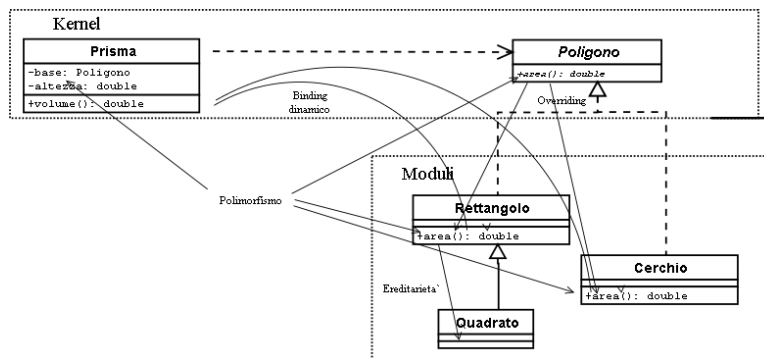 Kernel
Prisma
-base: Poligono
-altezza: double
+volume(): double
Poligono
+area(): double
Binding
dinamico
Overriding
Moduli
Polimorfismo
Rettangolo
+area(): double
Cerchio
+area(): double
Ereditarieta`
Quadrato